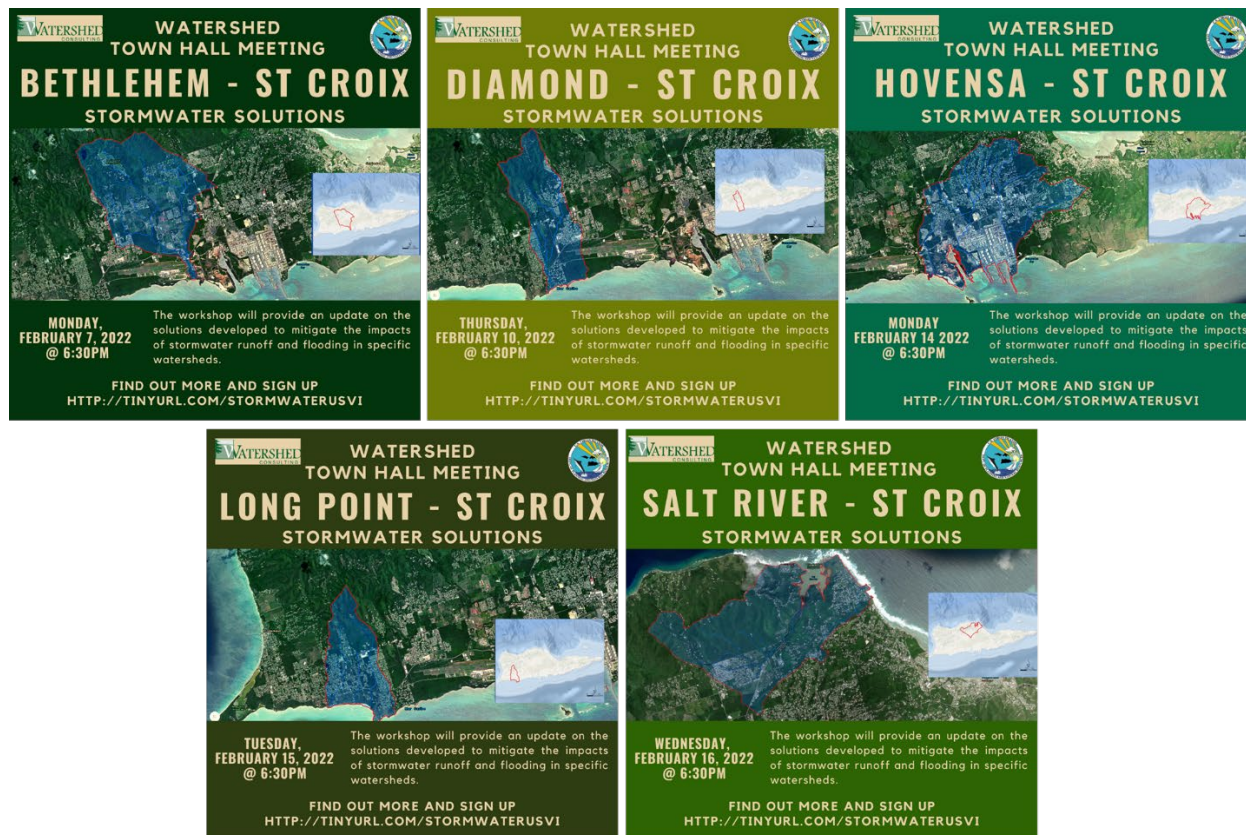 WATERSHED
CONSULTING
WATERSHED
TOWN HALL MEETING
BETHLEHEM - ST CROIX
STORMWATER SOLUTIONS
MONDAY,
FEBRUARY 7, 2022
@ 6:30PM
The workshop will provide an update on the
solutions developed to mitigate the impacts
of stormwater runoff and flooding in specific
watersheds.
FIND OUT MORE AND SIGN UP
HTTP://TINYURL.COM/STORMWATERUSVI
WATERSHED
CONSULTING
WATERSHED
TOWN HALL MEETING
DIAMOND - ST CROIX
STORMWATER SOLUTIONS
THURSDAY,
FEBRUARY 10, 2022
@ 6:30PM
The workshop will provide an update on the
solutions developed to mitigate the impacts
of stormwater runoff and flooding in specific
watersheds.
FIND OUT MORE AND SIGN UP
HTTP://TINYURL.COM/STORMWATERUSVI
WATERSHED
CONSULTING
WATERSHED
TOWN HALL MEETING
HOVENSA - ST CROIX
STORMWATER SOLUTIONS
MONDAY
FEBRUARY 14 2022
@ 6:30PM
The workshop will provide an update on the
solutions developed to mitigate the impacts
of stormwater runoff and flooding in specific
watersheds.
FIND OUT MORE AND SIGN UP
HTTP://TINYURL.COM/STORMWATERUSVI
WATERSHED
CONSULTING
WATERSHED
TOWN HALL MEETING
LONG POINT - ST CROIX
STORMWATER SOLUTIONS
TUESDAY,
FEBRUARY 15, 2022
@ 6:30PM
The workshop will provide an update on the
solutions developed to mitigate the impacts
of stormwater runoff and flooding in specific
watersheds.
FIND OUT MORE AND SIGN UP
HTTP://TINYURL.COM/STORMWATERUSVI
WATERSHED
CONSULTING
WATERSHED
TOWN HALL MEETING
SALT RIVER - ST CROIX
STORMWATER SOLUTIONS
WEDNESDAY,
FEBRUARY 16, 2022
@ 6:30PM
The workshop will provide an update on the
solutions developed to mitigate the impacts
of stormwater runoff and flooding in specific
watersheds.
FIND OUT MORE AND SIGN UP
HTTP://TINYURL.COM/STORMWATERUSVI